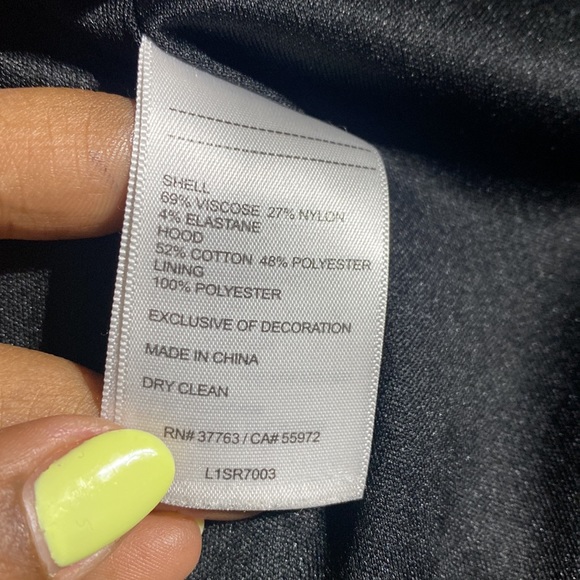 SHELL
69% VISCOSE 27% NYLON
4% ELASTANE
HOOD
52% COTTON 48% POLYESTER
LINING
100% POLYESTER
EXCLUSIVE OF DECORATION
MADE IN CHINA
DRY CLEAN
RN# 37763 / CA# 55972
L1SR7003